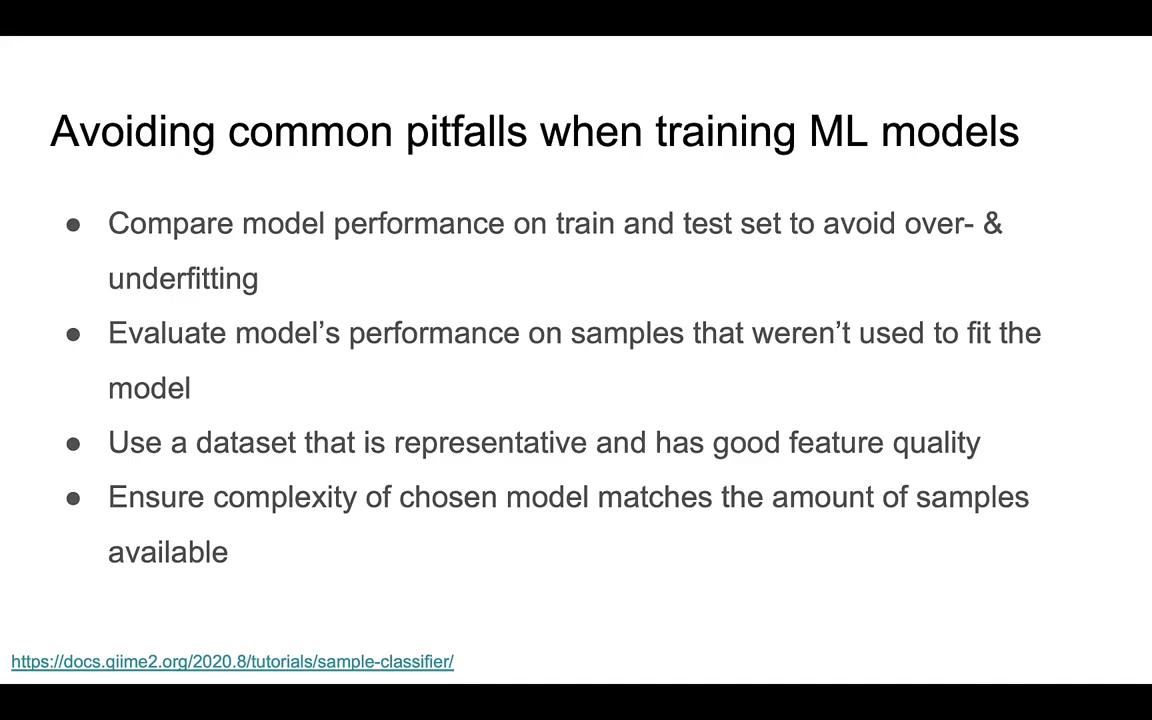 Avoiding common pitfalls when training ML models
● Compare model performance on train and test set to avoid over- &
underfitting
● Evaluate model’s performance on samples that weren’t used to fit the
model
● Use a dataset that is representative and has good feature quality
● Ensure complexity of chosen model matches the amount of samples
available
https://docs.qiime2.org/2020.8/tutorials/sample-classifier/